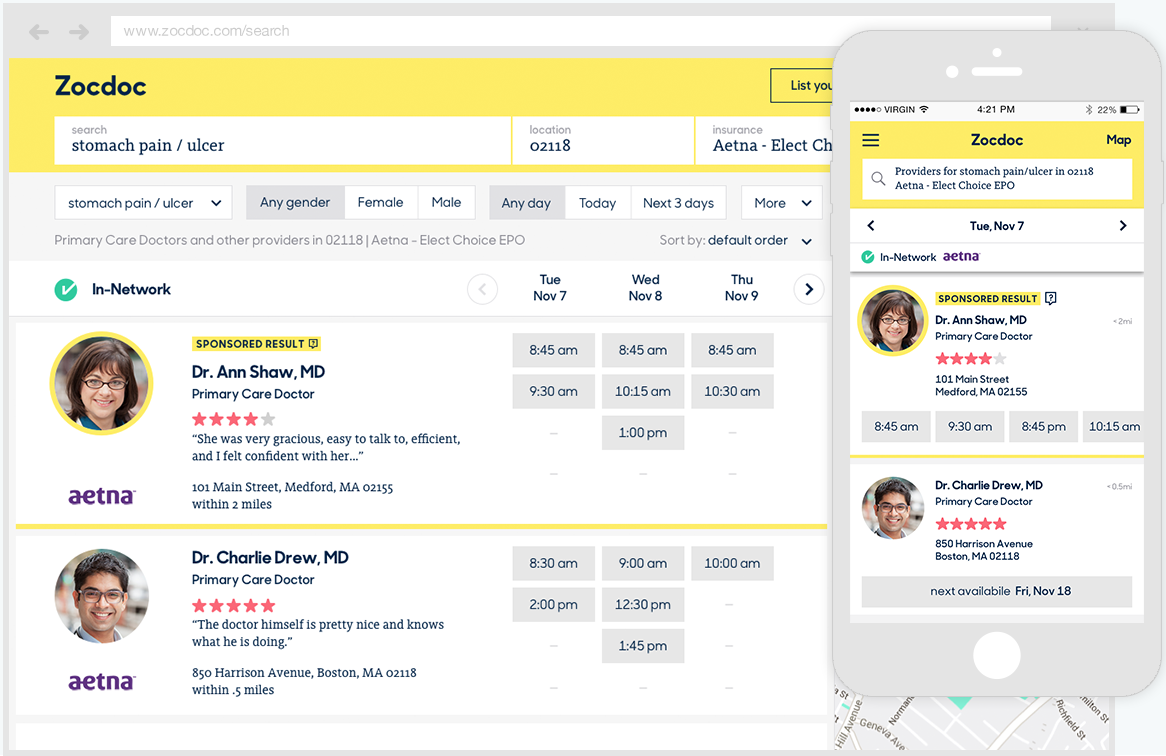 www.zocdoc.com/search
Zocdoc
List you
search
stomach pain / ulcer
location
02118
insurance
Aetna - Elect Ch
stomach pain / ulcer
Any gender Female Male
Any day Today Next 3 days
More
Primary Care Doctors and other providers in 02118 | Aetna - Elect Choice EPO
Sort by: default order
In-Network
Tue
Nov 7
Wed
Nov 8
Thu
Nov 9
SPONSORED RESULT
Dr. Ann Shaw, MD
Primary Care Doctor
“She was very gracious, easy to talk to, efficient,
and I felt confident with her...”
aetna
101 Main Street, Medford, MA 02155
within 2 miles
8:45 am 8:45 am 8:45 am
9:30 am 10:15 am 10:30 am
– 1:00 pm –
– – –
Dr. Charlie Drew, MD
Primary Care Doctor
“The doctor himself is pretty nice and knows
what he is doing.”
aetna
850 Harrison Avenue, Boston, MA 02118
within .5 miles
8:30 am 9:00 am 10:00 am
2:00 pm 12:30 pm –
– 1:45 pm –
– – –
VIRGIN 4:21 PM 22%
Zocdoc
Map
Providers for stomach pain/ulcer in 02118
Aetna - Elect Choice EPO
Tue, Nov 7
In-Network aetna
SPONSORED RESULT
Dr. Ann Shaw, MD
<2mi
Primary Care Doctor
101 Main Street
Medford, MA 02155
8:45 am 9:30 am 8:45 pm 10:15 am
Dr. Charlie Drew, MD
<0.5mi
Primary Care Doctor
850 Harrison Avenue
Boston, MA 02118
next availabile Fri, Nov 18
a St
Hill Avenue
Geneva Ave
Norman
Richfield St
milton St